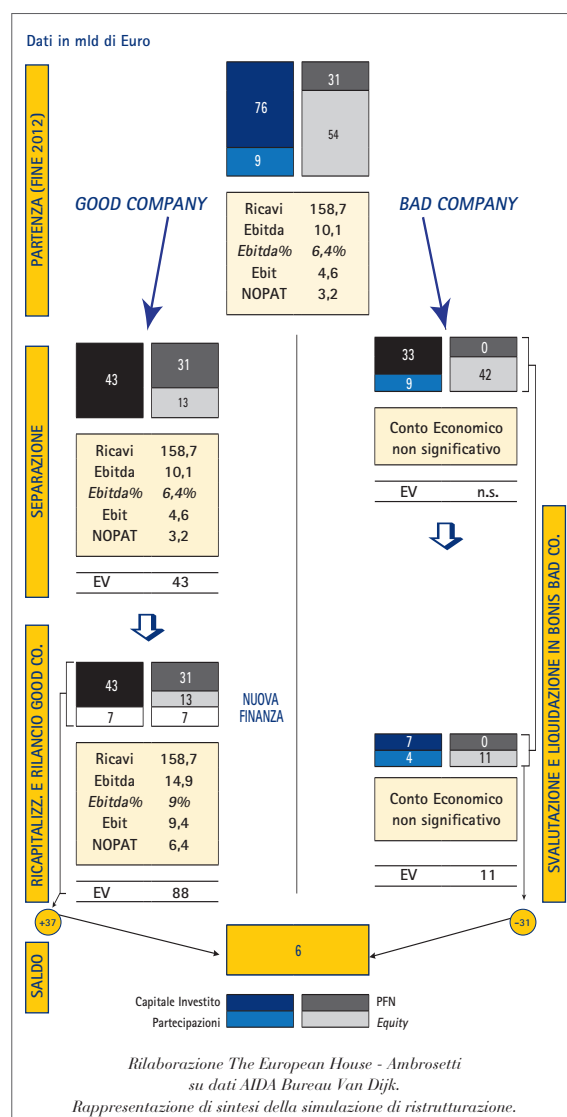 Dati in mld di Euro
PARTENZA (FINE 2012)
76
9
31
54
GOOD COMPANY
BAD COMPANY
Ricavi 158,7
Ebitda 10,1
Ebitda% 6,4%
Ebit 4,6
NOPAT 3,2
SEPARAZIONE
43
31
13
Ricavi 158,7
Ebitda 10,1
Ebitda% 6,4%
Ebit 4,6
NOPAT 3,2
EV 43
33
9
0
42
Conto Economico
non significativo
EV n.s.
RICAPITALIZZ. E RILANCIO GOOD CO.
43
7
31
13
7
NUOVA
FINANZA
Ricavi 158,7
Ebitda 14,9
Ebitda% 9%
Ebit 9,4
NOPAT 6,4
EV 88
SVALUTAZIONE E LIQUIDAZIONE IN BONIS BAD CO.
7
4
0
11
Conto Economico
non significativo
EV 11
+37
-31
SALDO
6
Capitale Investito
PFN
Partecipazioni
Equity
Rilaborazione The European House - Ambrosetti
su dati AIDA Bureau Van Dijk.
Rappresentazione di sintesi della simulazione di ristrutturazione.